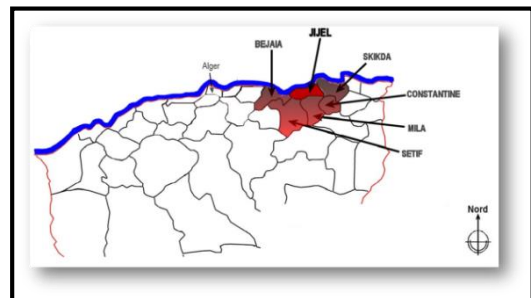 JIJEL
BEJAIA
SKIKDA
Alger
CONSTANTINE
MILA
SETIF
Nord